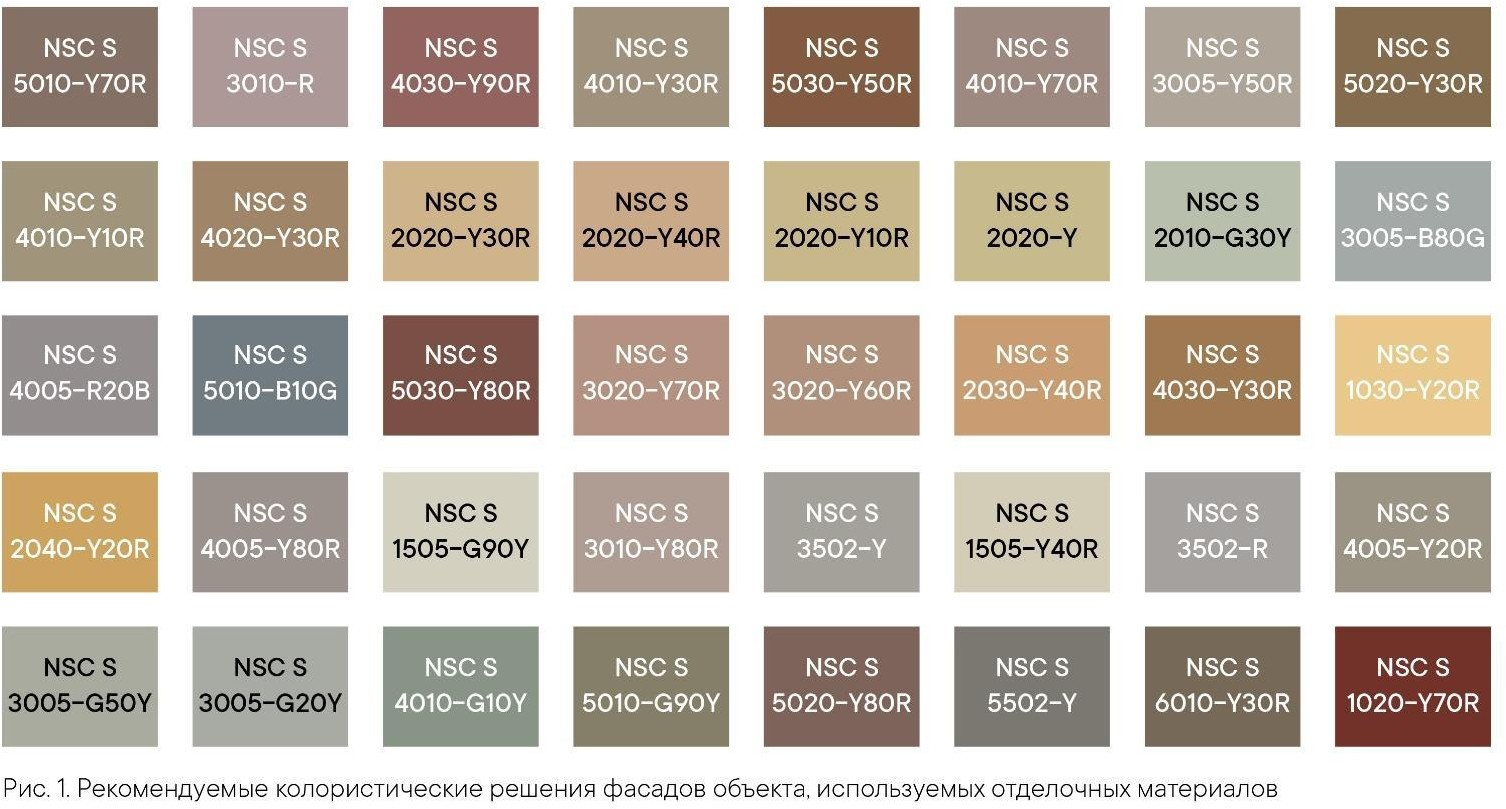 NSC S
5010-Y70R
NSC S
3010-R
NSC S
4030-Y90R
NSC S
4010-Y30R
NSC S
5030-Y50R
NSC S
4010-Y70R
NSC S
3005-Y50R
NSC S
5020-Y30R
NSC S
4010-Y10R
NSC S
4020-Y30R
NSC S
2020-Y30R
NSC S
2020-Y40R
NSC S
2020-Y10R
NSC S
2020-Y
NSC S
2010-G30Y
NSC S
3005-B80G
NSC S
4005-R20B
NSC S
5010-B10G
NSC S
5030-Y80R
NSC S
3020-Y70R
NSC S
3020-Y60R
NSC S
2030-Y40R
NSC S
4030-Y30R
NSC S
1030-Y20R
NSC S
2040-Y20R
NSC S
4005-Y80R
NSC S
1505-G90Y
NSC S
3010-Y80R
NSC S
3502-Y
NSC S
1505-Y40R
NSC S
3502-R
NSC S
4005-Y20R
NSC S
3005-G50Y
NSC S
3005-G20Y
NSC S
4010-G10Y
NSC S
5010-G90Y
NSC S
5020-Y80R
NSC S
5502-Y
NSC S
6010-Y30R
NSC S
1020-Y70R
Рис. 1. Рекомендуемые колористические решения фасадов объекта, используемых отделочных материалов